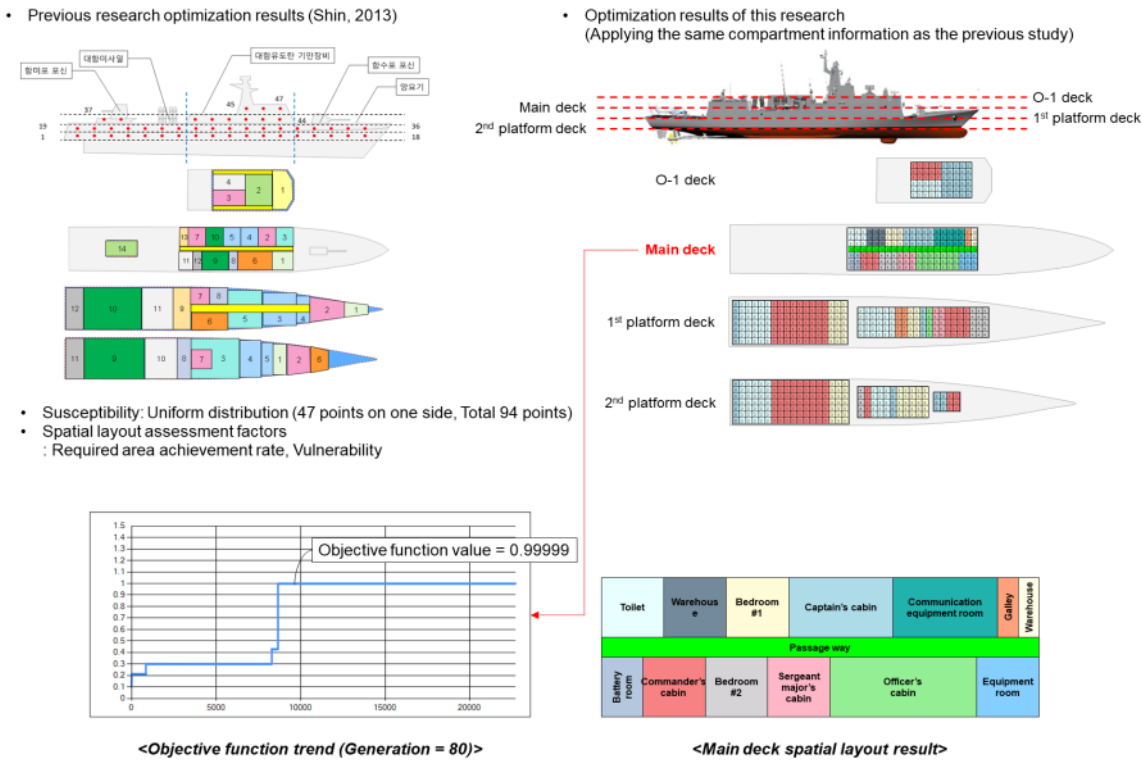 • Previous research optimization results (Shin, 2013)
대함유도탄 기만장비
대함미사일
함미포 포신
함수포 포신
양묘기
37
45
47
44
19
36
1
18
4
3
2
1
14
13
7
10
5
4
2
3
11
12
9
8
6
1
12
10
11
9
7
8
6
5
4
3
4
2
1
11
9
10
8
7
3
4
5
1
2
6
• Susceptibility: Uniform distribution (47 points on one side, Total 94 points)
• Spatial layout assessment factors
: Required area achievement rate, Vulnerability
• Optimization results of this research
(Applying the same compartment information as the previous study)
Main deck
2nd platform deck
O-1 deck
1st platform deck
O-1 deck
Main deck
1st platform deck
2nd platform deck
1.5
1.4
1.3
1.2
1.1
1
0.9
0.8
0.7
0.6
0.5
0.4
0.3
0.2
0.1
0
0
5000
10000
15000
20000
Objective function value = 0.99999
<Objective function trend (Generation = 80)>
Toilet
Warehous
e
Bedroom
#1
Captain's cabin
Communication
equipment room
Galley
Warehouse
Passage way
Battery
room
Commander's
cabin
Bedroom
#2
Sergeant
major's
cabin
Officer's
cabin
Equipment
room
<Main deck spatial layout result>